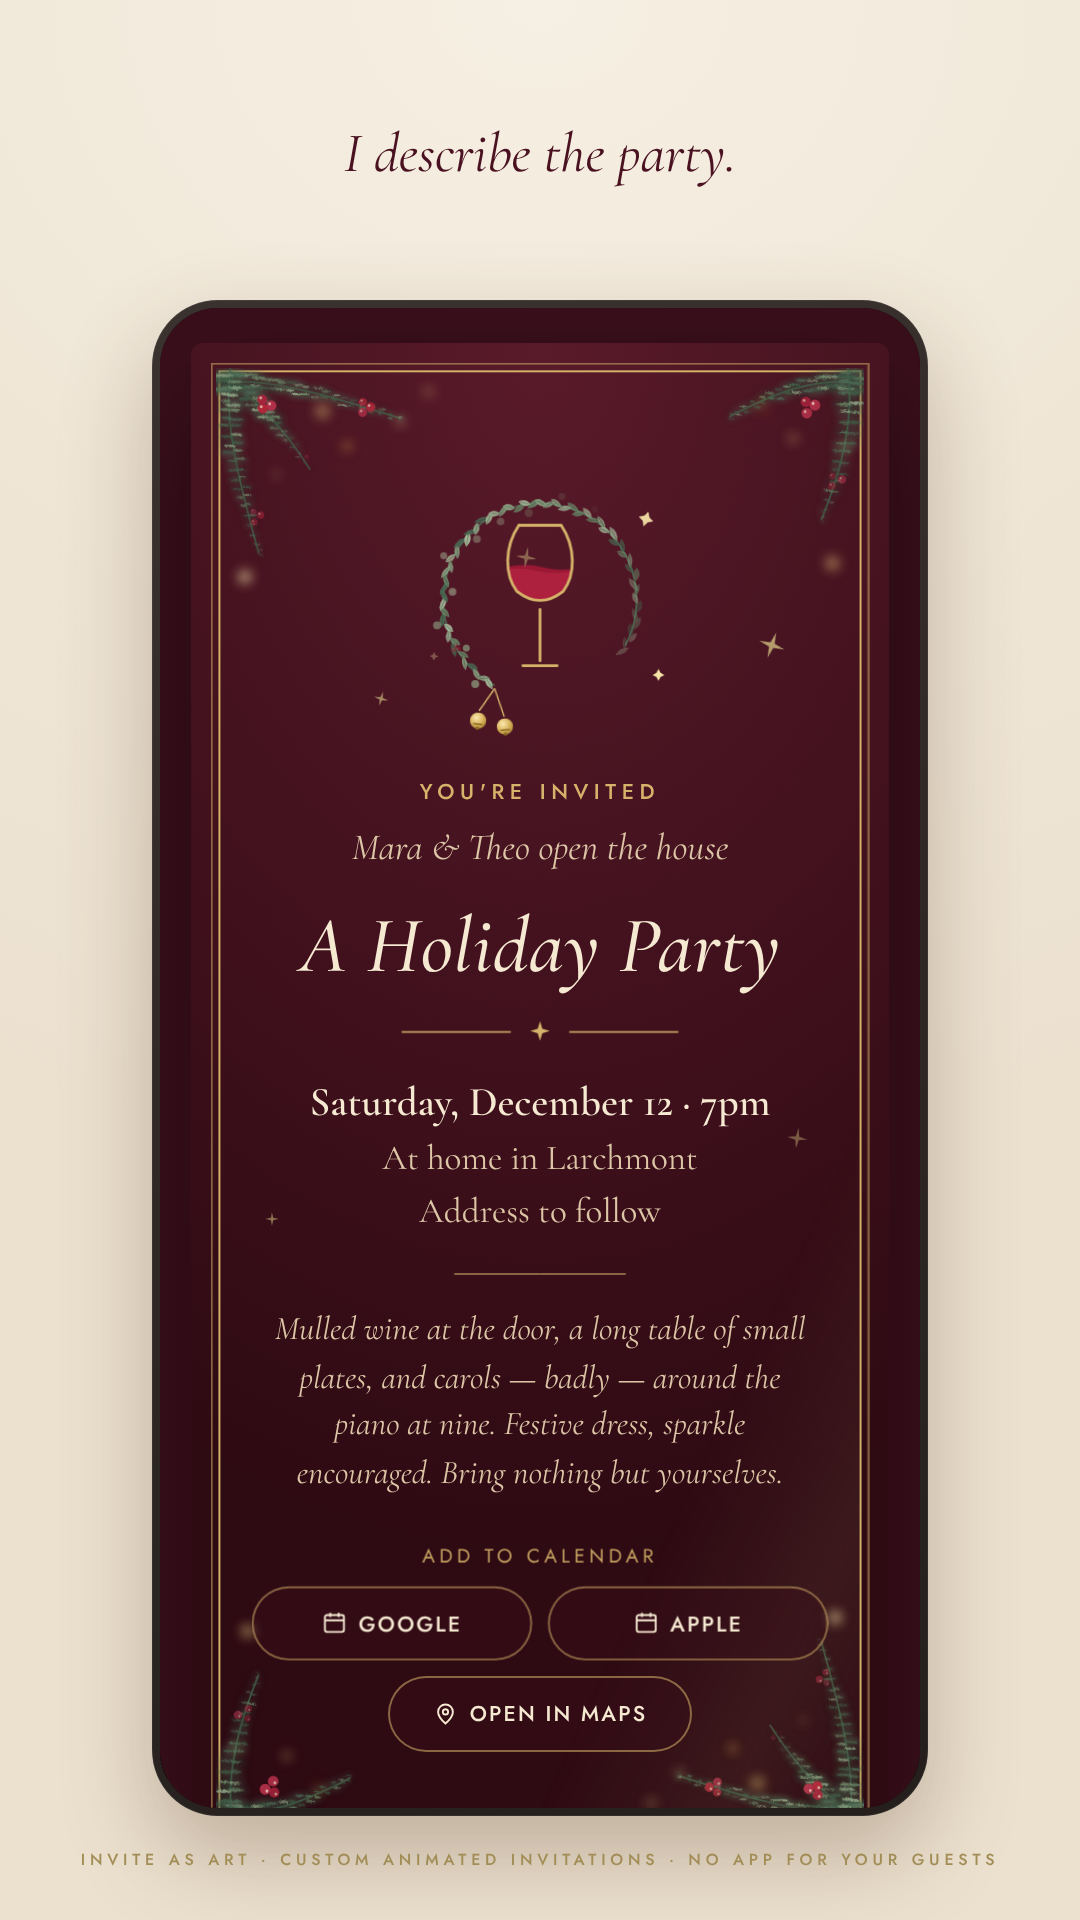 I describe the party.
YOU'RE INVITED
Mara & Theo open the house
A Holiday Party
Saturday, December 12 · 7pm
At home in Larchmont
Address to follow
Mulled wine at the door, a long table of small
plates, and carols — badly — around the
piano at nine. Festive dress, sparkle
encouraged. Bring nothing but yourselves.
ADD TO CALENDAR
GOOGLE
APPLE
OPEN IN MAPS
INVITE AS ART · CUSTOM ANIMATED INVITATIONS · NO APP FOR YOUR GUESTS